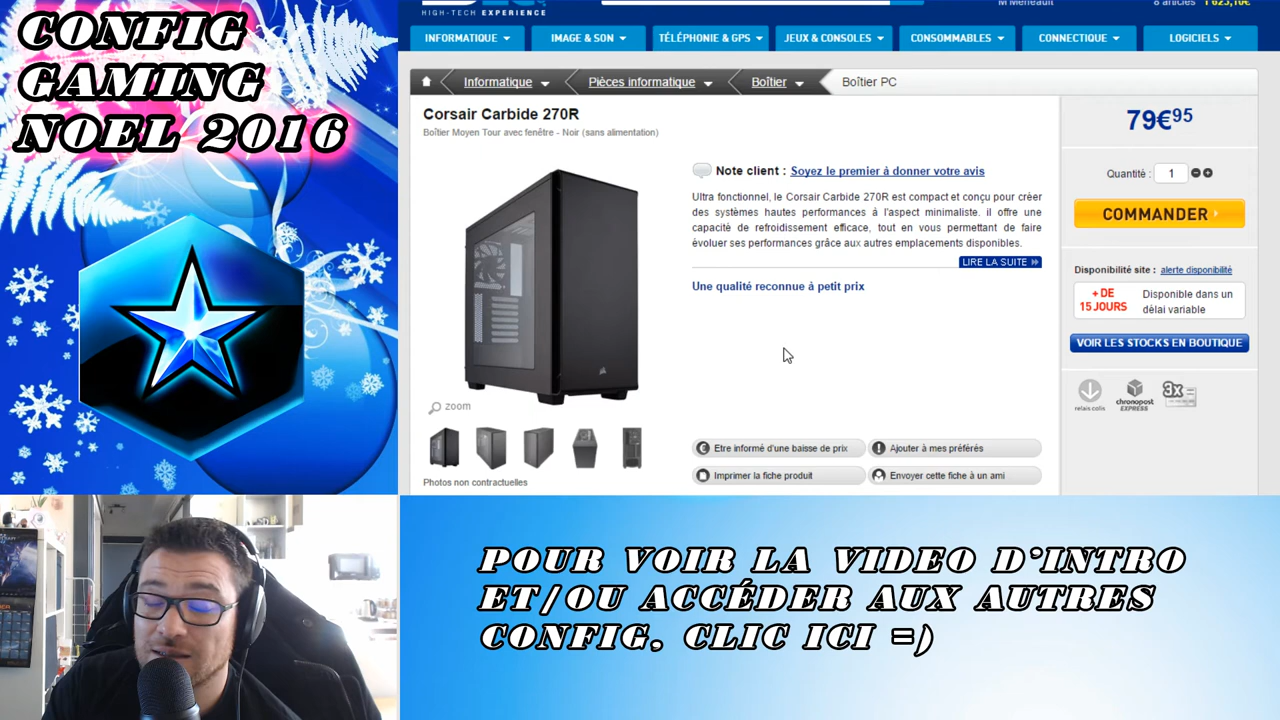 CONFIG
GAMING
NOEL 2016
HIGH-TECH EXPERIENCE
8 articles
INFORMATIQUE
IMAGE & SON
TÉLÉPHONIE & GPS
JEUX & CONSOLES
CONSOMMABLES
CONNECTIQUE
LOGICIELS
Informatique
Pièces informatique
Boîtier
Boîtier PC
Corsair Carbide 270R
Boîtier Moyen Tour avec fenêtre - Noir (sans alimentation)
Note client : Soyez le premier à donner votre avis
Ultra fonctionnel, le Corsair Carbide 270R est compact et conçu pour créer
des systèmes hautes performances à l'aspect minimaliste. il offre une
capacité de refroidissement efficace, tout en vous permettant de faire
évoluer ses performances grâce aux autres emplacements disponibles.
LIRE LA SUITE
Une qualité reconnue à petit prix
zoom
Photos non contractuelles
Etre informé d'une baisse de prix
Ajouter à mes préférés
Imprimer la fiche produit
Envoyer cette fiche à un ami
79€95
Quantité : 1
COMMANDER
Disponibilité site : alerte disponibilité
+ DE
15 JOURS
Disponible dans un
délai variable
VOIR LES STOCKS EN BOUTIQUE
relais colis
chronopost
EXPRESS
3x
POUR VOIR LA VIDEO D'INTRO
ET/OU ACCÉDER AUX AUTRES
CONFIG, CLIC ICI =)